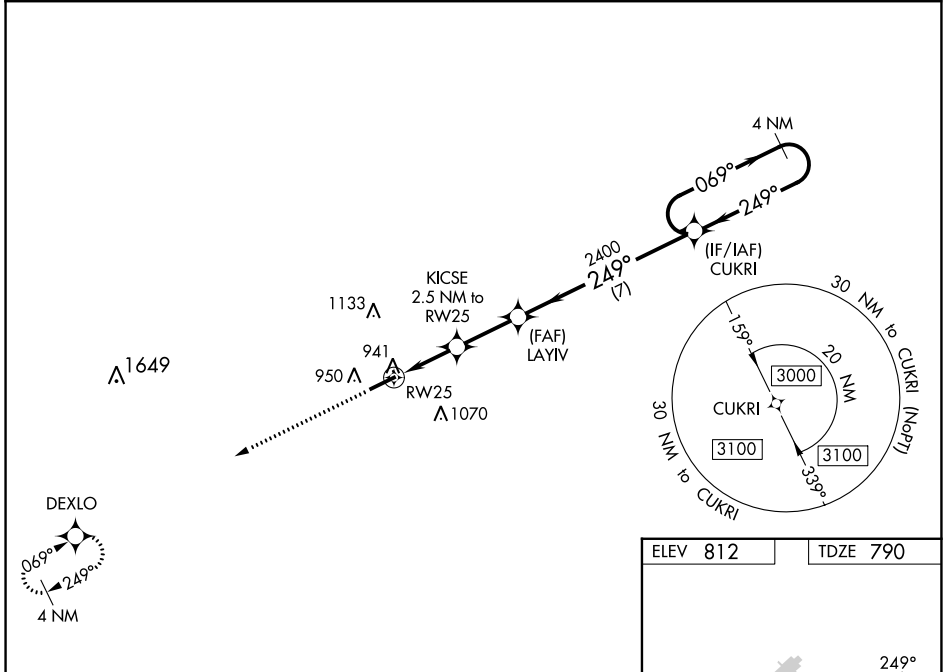 4 NM
069°
249°
(IF/IAF)
CUKRI
2400
249°
(7)
KICSE
2.5 NM to
RW25
(FAF)
LAYIV
1133
941
950
RW25
1070
1649
30 NM to CUKRI (NoPT)
159°
20 NM
3000
CUKRI
3100
3100
339°
30 NM to CUKRI
DEXLO
069°
249°
4 NM
ELEV 812
TDZE 790
249°